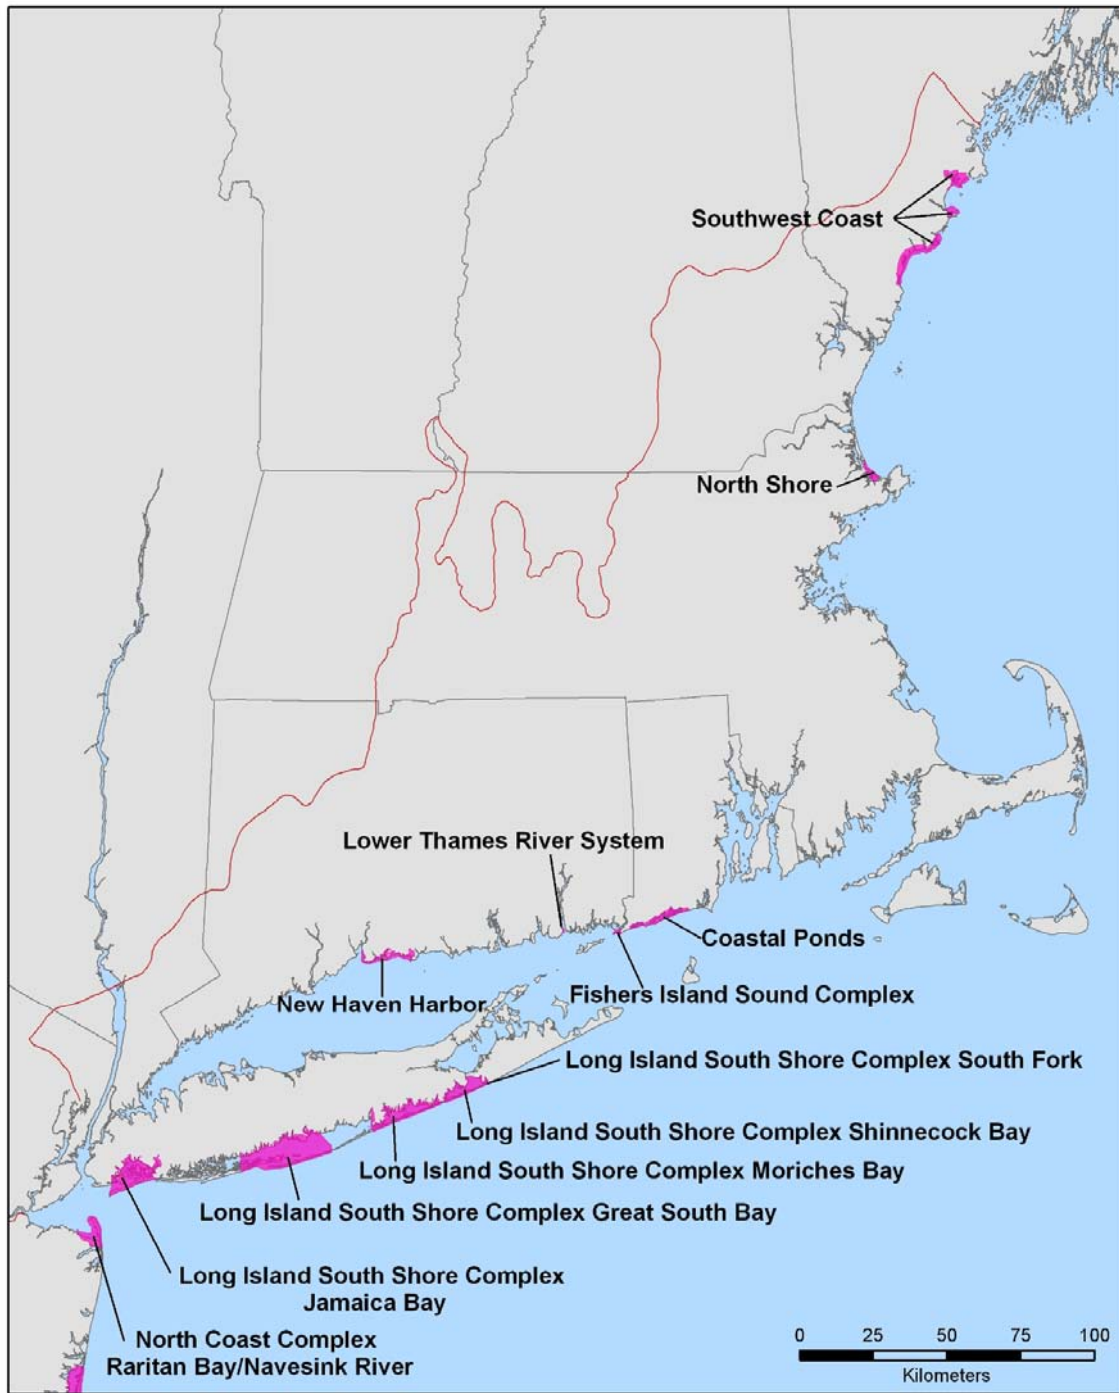 Southwest Coast
North Shore
Lower Thames River System
Coastal Ponds
New Haven Harbor
Fishers Island Sound Complex
Long Island South Shore Complex South Fork
Long Island South Shore Complex Shinnecock Bay
Long Island South Shore Complex Moriches Bay
Long Island South Shore Complex Great South Bay
Long Island South Shore Complex
Jamaica Bay
North Coast Complex
Raritan Bay/Navesink River
0 25 50 75 100
Kilometers